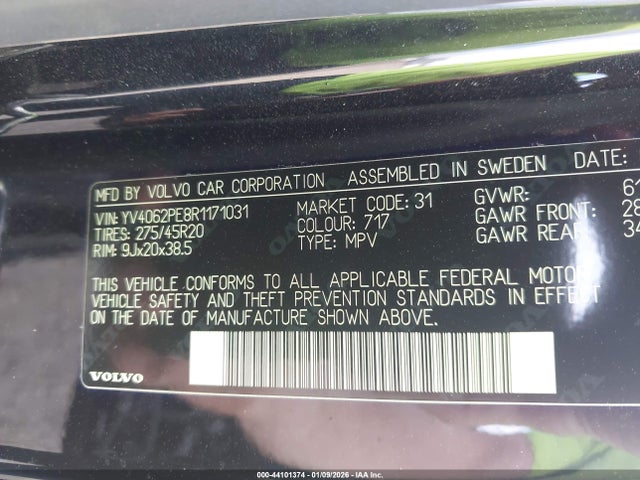 MFD BY VOLVO CAR CORPORATION ASSEMBLED IN SWEDEN DATE:
VIN: YV4062PE8R1171031 MARKET CODE: 31 GVWR: 61
TIRES: 275/45R20 COLOUR: 717 GAWR FRONT: 28
RIM: 9Jx20x38.5 TYPE: MPV GAWR REAR: 34
THIS VEHICLE CONFORMS TO ALL APPLICABLE FEDERAL MOTOR
VEHICLE SAFETY AND THEFT PREVENTION STANDARDS IN EFFECT
ON THE DATE OF MANUFACTURE SHOWN ABOVE.
VOLVO
000-44101374 - 01/09/2026 - IAA Inc.